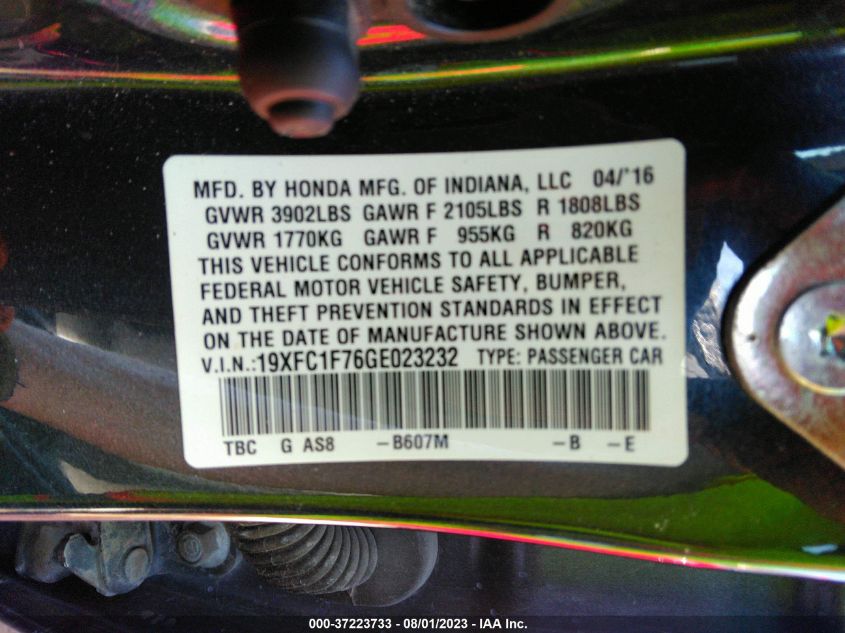 MFD. BY HONDA MFG. OF INDIANA, LLC 04/'16
GVWR 3902LBS GAWR F 2105LBS R 1808LBS
GVWR 1770KG GAWR F 955KG R 820KG
THIS VEHICLE CONFORMS TO ALL APPLICABLE
FEDERAL MOTOR VEHICLE SAFETY, BUMPER,
AND THEFT PREVENTION STANDARDS IN EFFECT
ON THE DATE OF MANUFACTURE SHOWN ABOVE.
V.I.N.:19XFC1F76GE023232 TYPE: PASSENGER CAR
TBC G AS8 -B607M -B -E
000-37223733 - 08/01/2023 - IAA Inc.